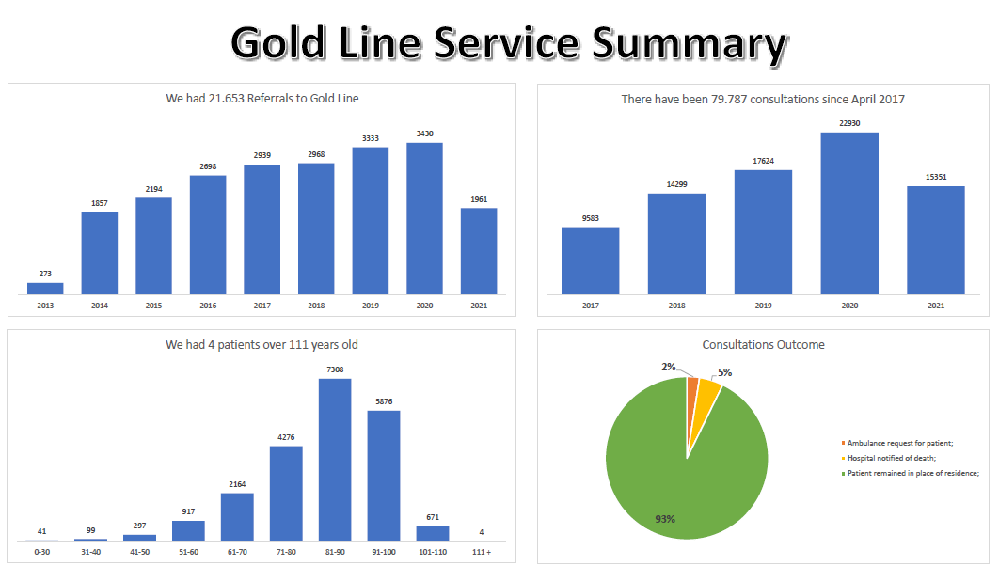 Gold Line Service Summary
We had 21.653 Referrals to Gold Line
273
1857
2194
2698
2939
2968
3333
3430
1961
2013 2014 2015 2016 2017 2018 2019 2020 2021
There have been 79.787 consultations since April 2017
9583
14299
17624
22930
15351
2017 2018 2019 2020 2021
We had 4 patients over 111 years old
41
99
297
917
2164
4276
7308
5876
671
4
0-30 31-40 41-50 51-60 61-70 71-80 81-90 91-100 101-110 111 +
Consultations Outcome
2%
5%
93%
Ambulance request for patient;
Hospital notified of death;
Patient remained in place of residence;